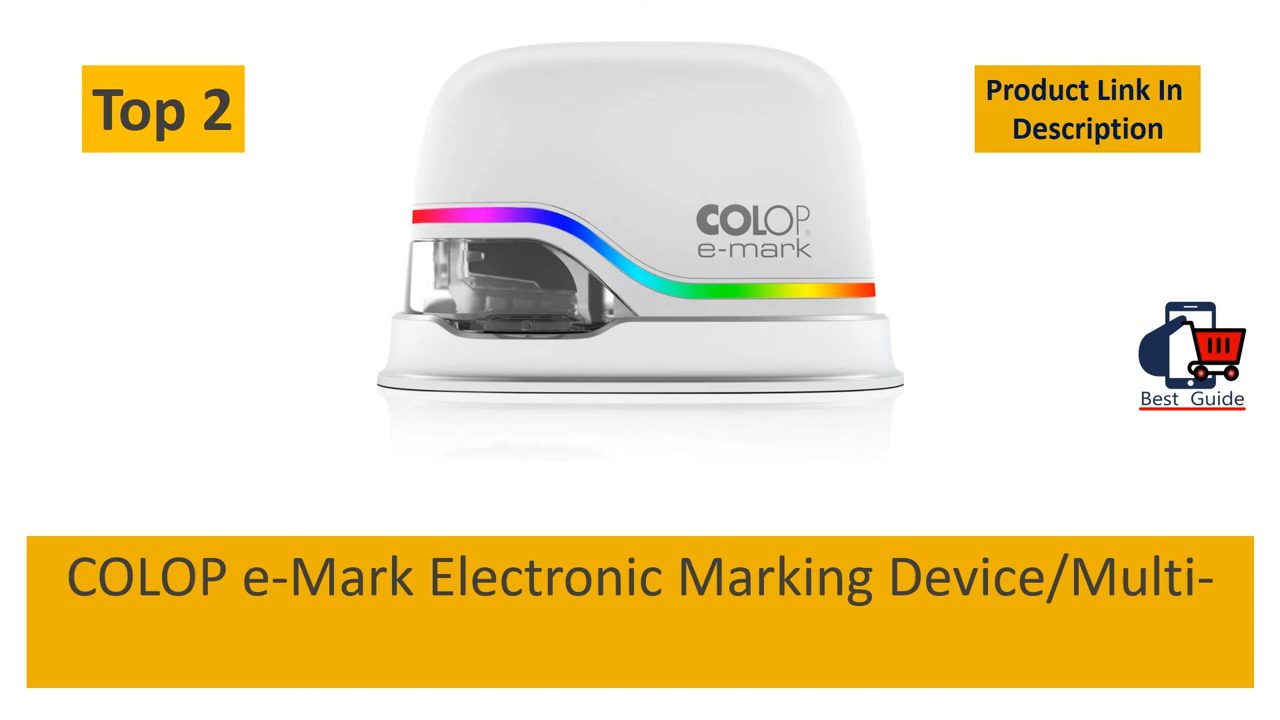 Top 2
Product Link In
Description
COLOP
e-mark
Best Guide
COLOP e-Mark Electronic Marking Device/Multi-